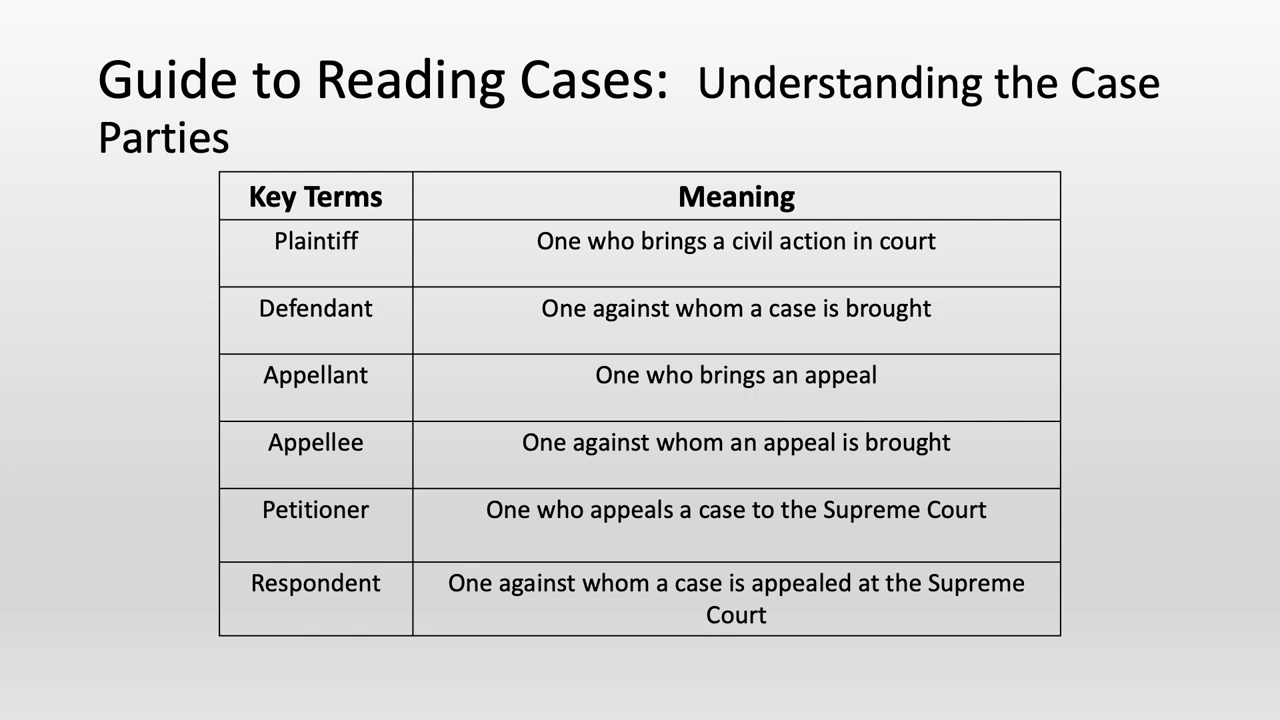 Guide to Reading Cases: Understanding the Case
Parties
Key Terms Meaning
Plaintiff One who brings a civil action in court
Defendant One against whom a case is brought
Appellant One who brings an appeal
Appellee One against whom an appeal is brought
Petitioner One who appeals a case to the Supreme Court
Respondent One against whom a case is appealed at the Supreme
Court